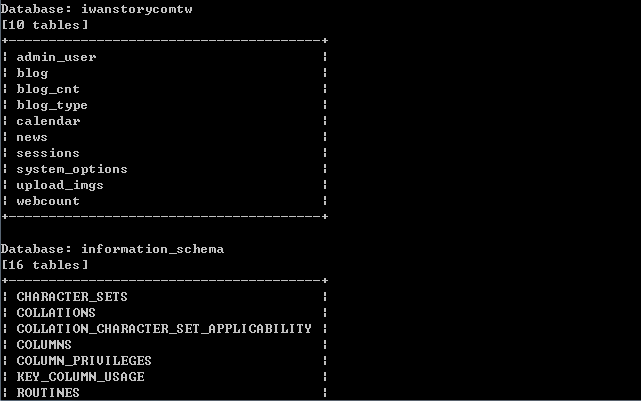 Database: iwanstorycomtw
[10 tables]
+---------------------------------------+
¦ admin_user                            ¦
¦ blog                                  ¦
¦ blog_cnt                              ¦
¦ blog_type                             ¦
¦ calendar                              ¦
¦ news                                  ¦
¦ sessions                              ¦
¦ system_options                        ¦
¦ upload_imgs                           ¦
¦ webcount                              ¦
+---------------------------------------+
Database: information_schema
[16 tables]
+---------------------------------------+
¦ CHARACTER_SETS                        ¦
¦ COLLATIONS                            ¦
¦ COLLATION_CHARACTER_SET_APPLICABILITY ¦
¦ COLUMNS                               ¦
¦ COLUMN_PRIVILEGES                     ¦
¦ KEY_COLUMN_USAGE                      ¦
¦ ROUTINES                              ¦